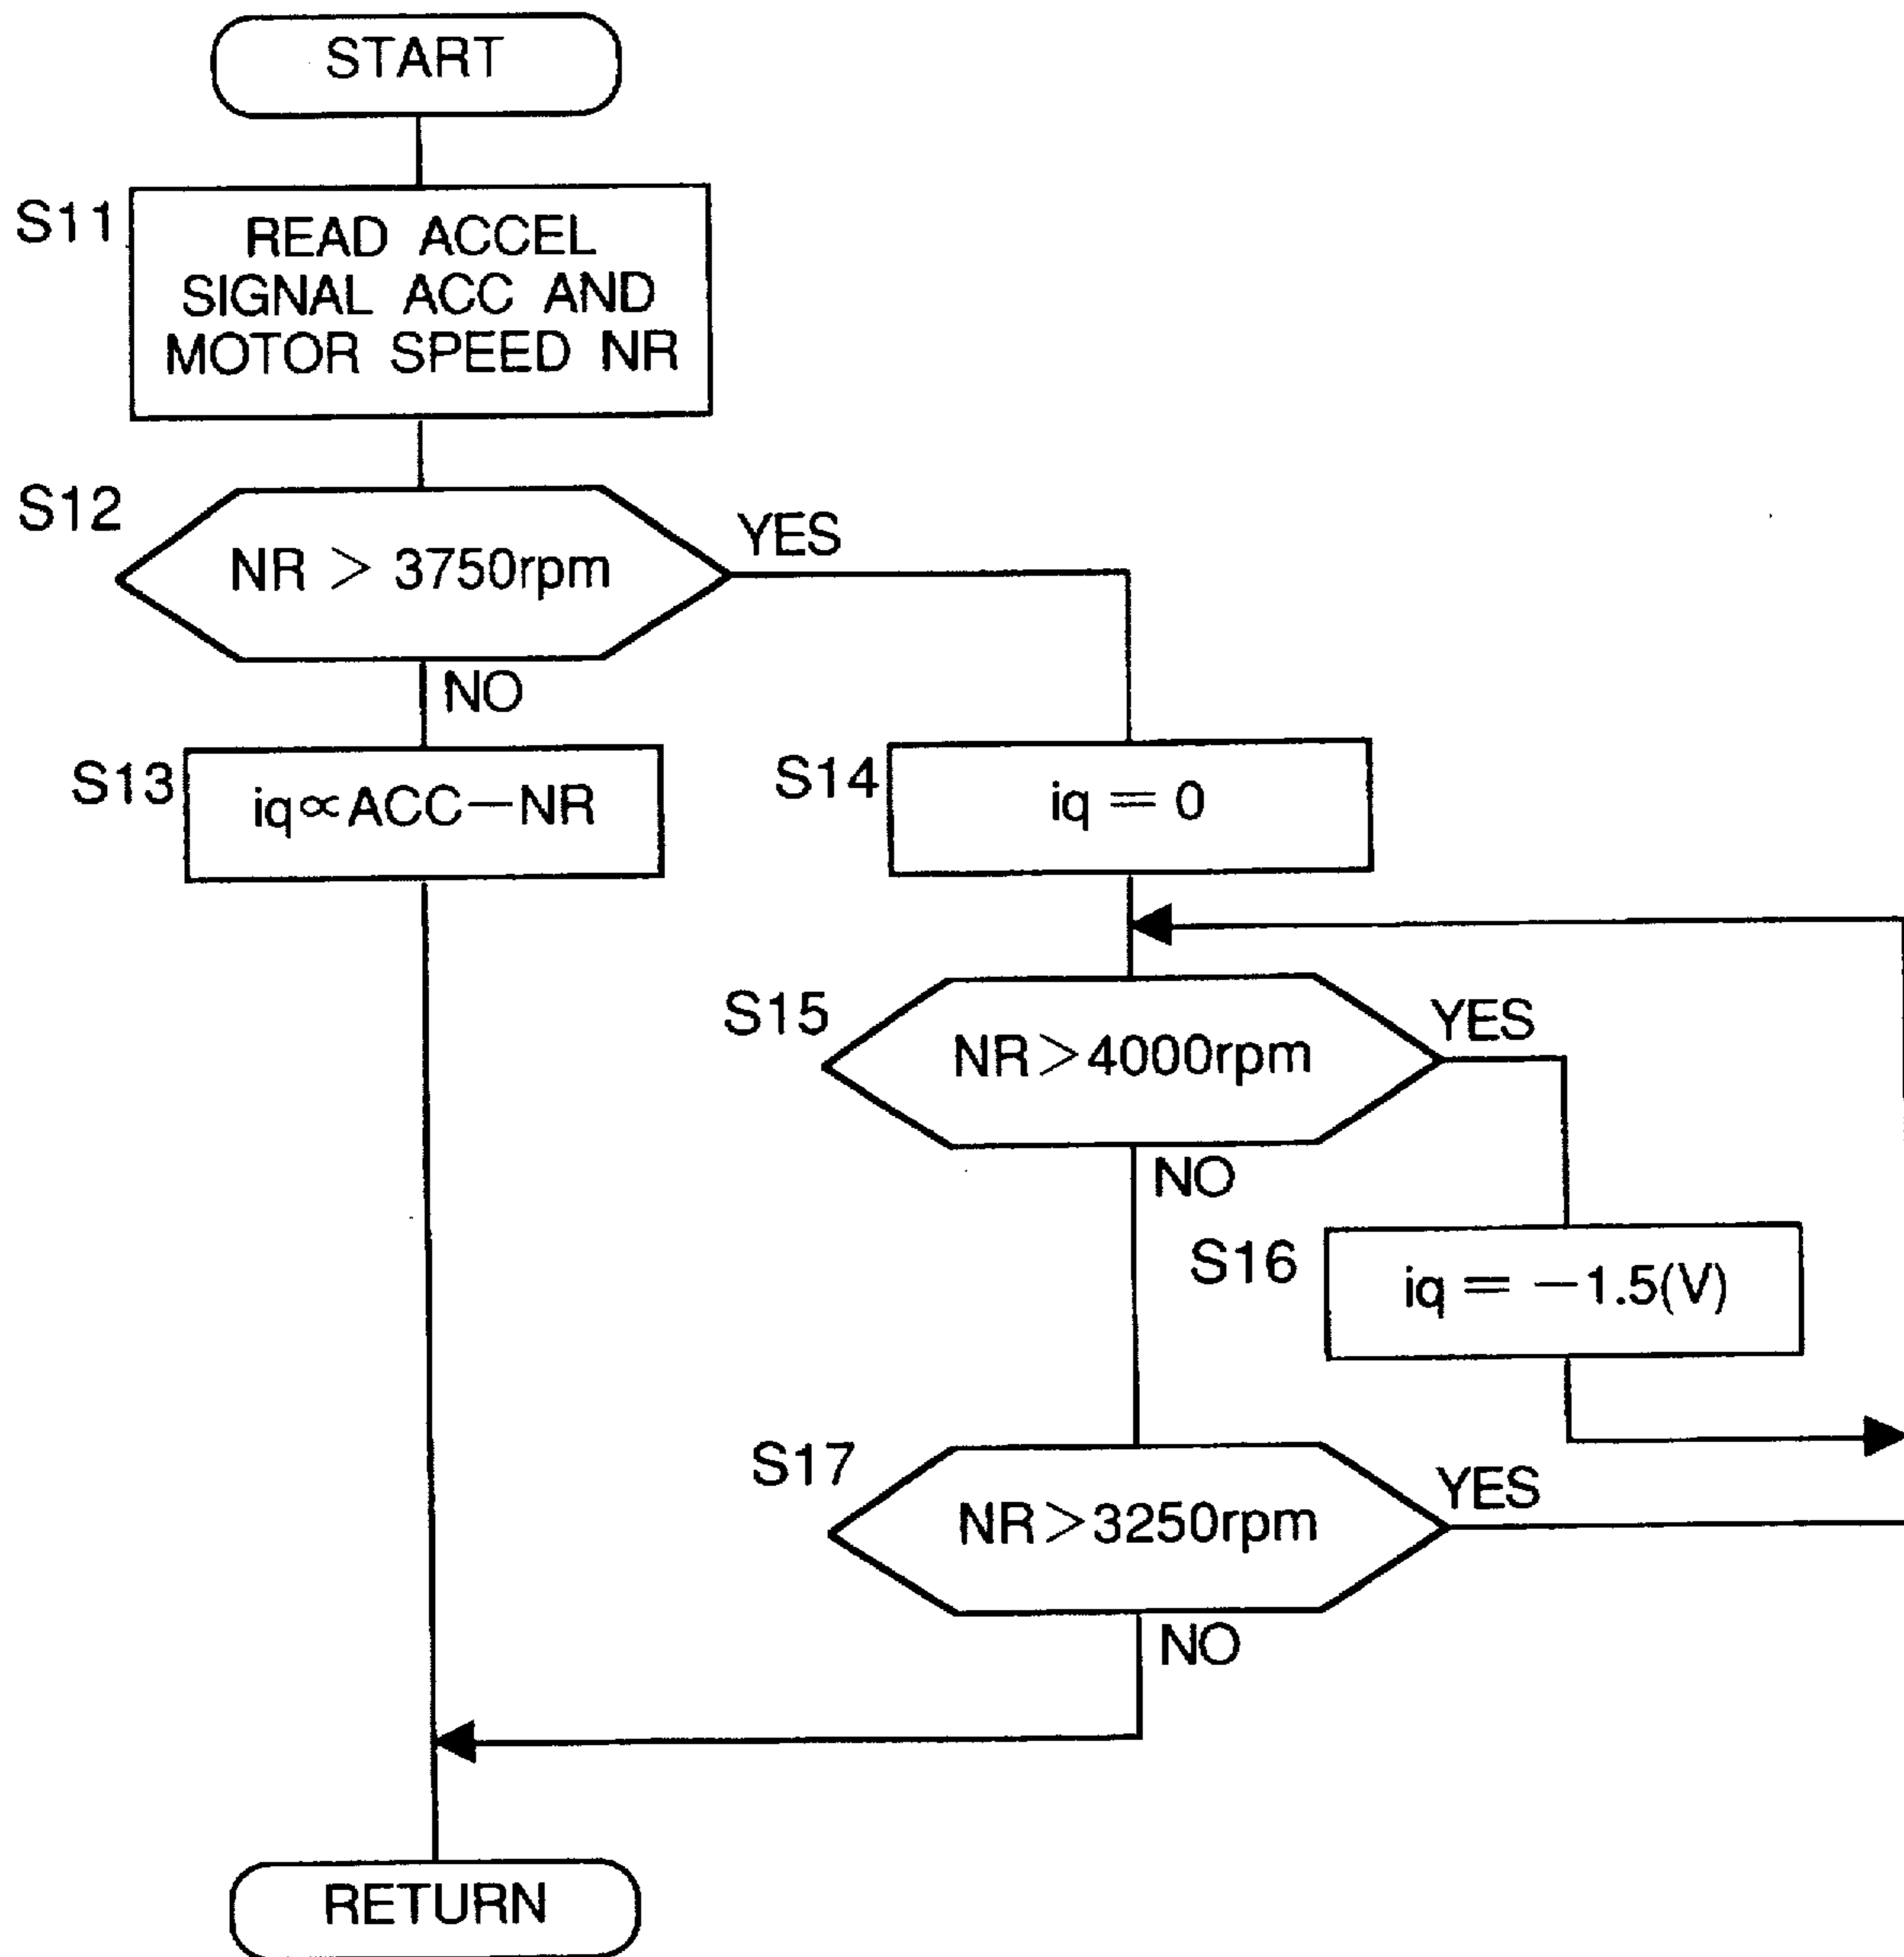 START
S11
READ ACCEL
SIGNAL ACC AND
MOTOR SPEED NR
S12
NR > 3750rpm
YES
NO
S13
iq∝ACC−NR
S14
iq = 0
S15
NR>4000rpm
YES
NO
S16
iq = −1.5(V)
S17
NR>3250rpm
YES
NO
RETURN